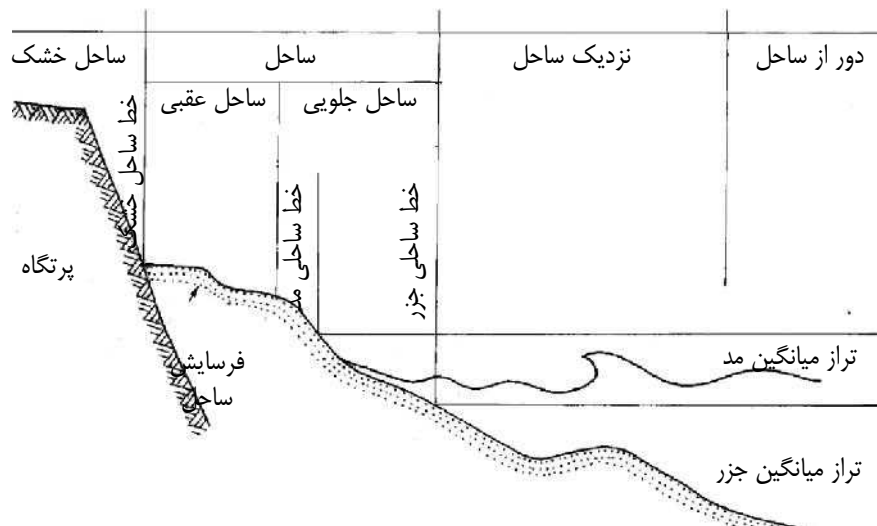 ساحل خشک
ساحل
نزدیک ساحل
دور از ساحل
ساحل عقبی
ساحل جلویی
خط ساحل
خط ساحلی مد
خط ساحلی جزر
پرتگاه
فرسایش
ساحل
تراز میانگین مد
تراز میانگین جزر